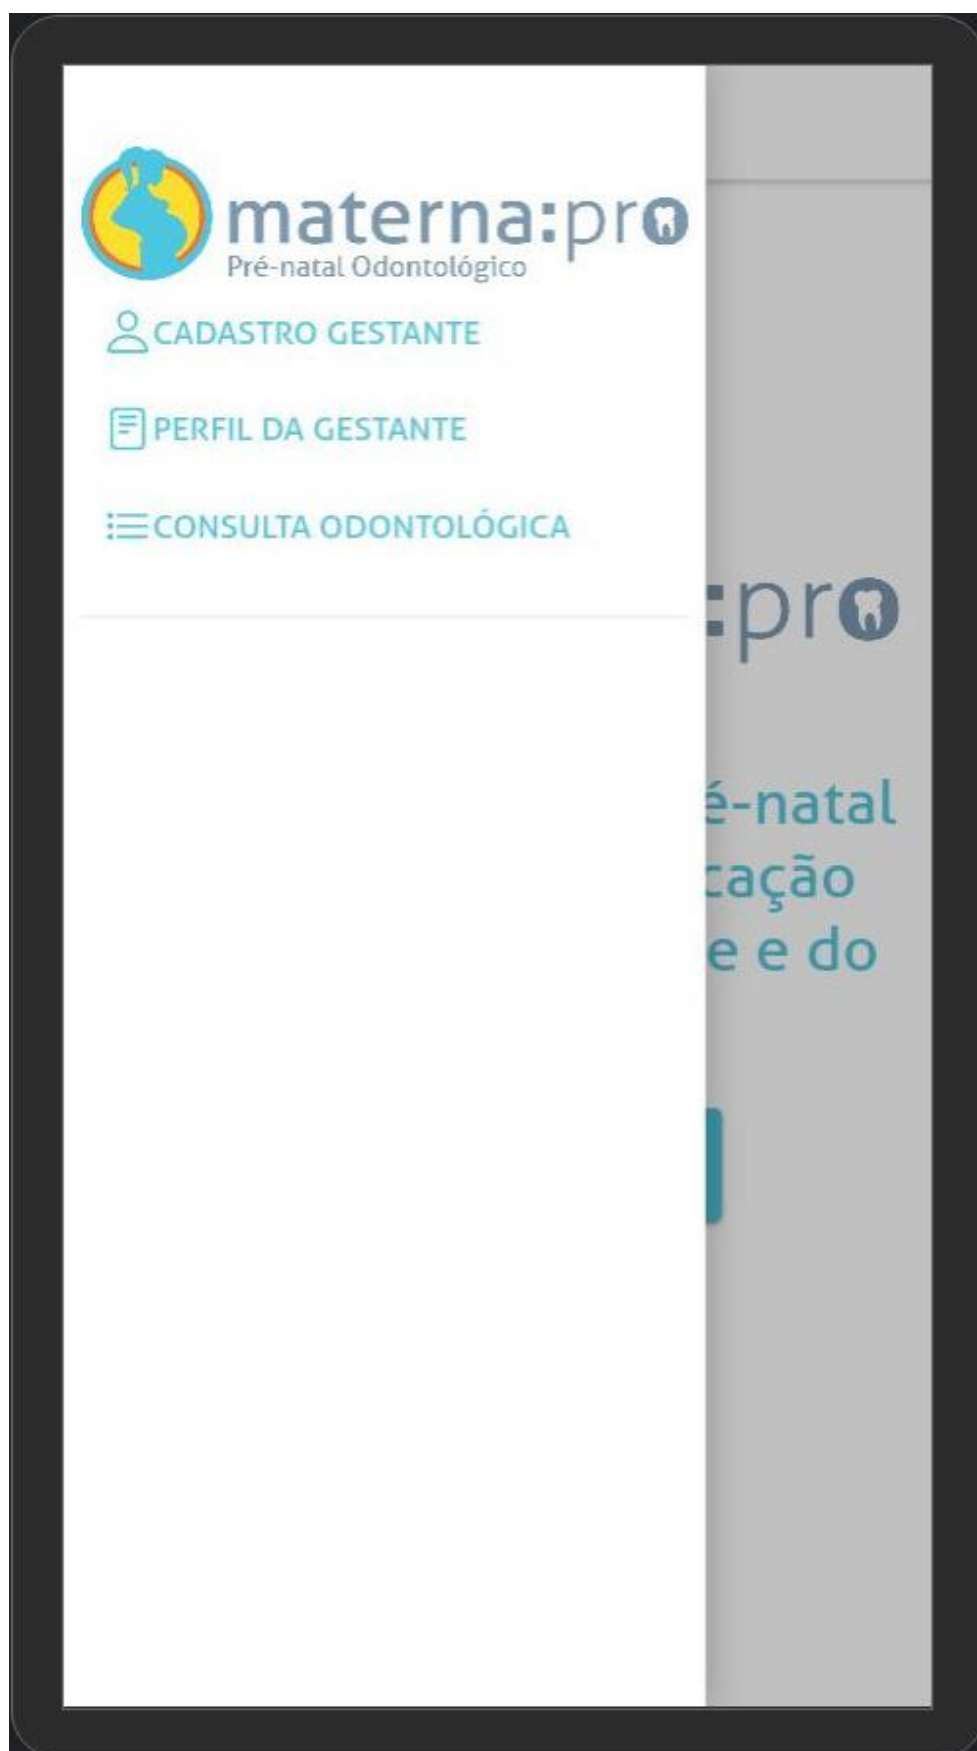 materna:pro
Pré-natal Odontológico
CADASTRO GESTANTE
PERFIL DA GESTANTE
CONSULTA ODONTOLÓGICA
:pro
é-natal
cação
e e do